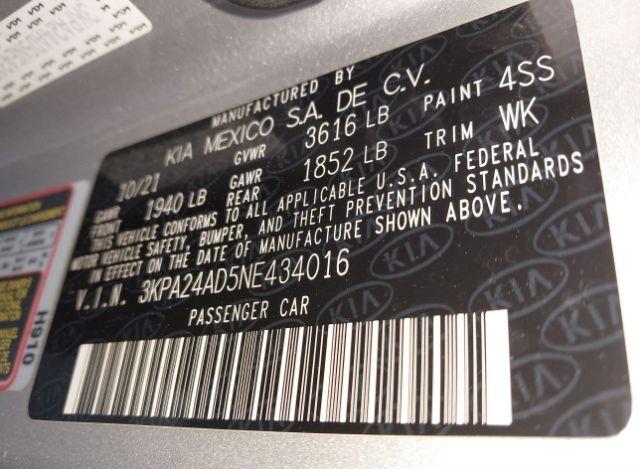 MANUFACTURED BY
KIA MEXICO S.A. DE C.V.
10/21 GVWR 3616 LB PAINT 4SS
GAWR FRONT 1940 LB GAWR REAR 1852 LB TRIM WK
THIS VEHICLE CONFORMS TO ALL APPLICABLE U.S.A. FEDERAL
MOTOR VEHICLE SAFETY, BUMPER, AND THEFT PREVENTION STANDARDS
IN EFFECT ON THE DATE OF MANUFACTURE SHOWN ABOVE.
V.I.N. 3KPA24AD5NE434016
PASSENGER CAR
H910